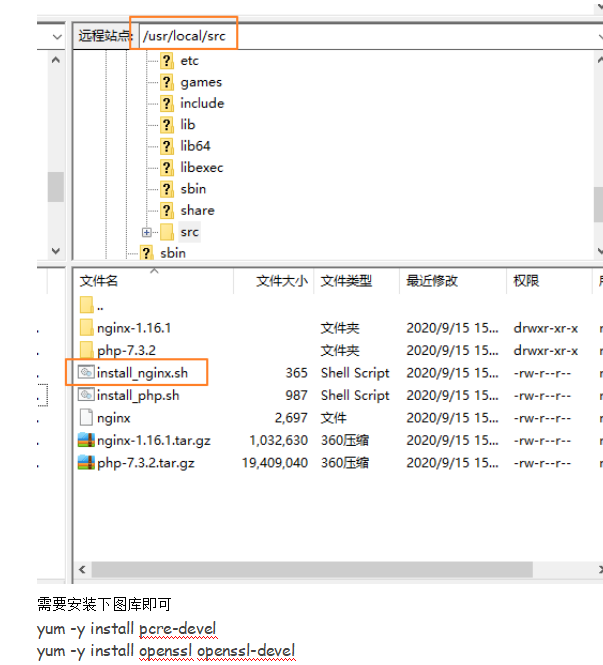 远程站点: /usr/local/src
etc
games
include
lib
lib64
libexec
sbin
share
src
sbin
文件名 文件大小 文件类型 最近修改 权限
..
nginx-1.16.1 文件夹 2020/9/15 15... drwxr-xr-x
php-7.3.2 文件夹 2020/9/15 15... drwxr-xr-x
install_nginx.sh 365 Shell Script 2020/9/15 15... -rw-r--r--
install_php.sh 987 Shell Script 2020/9/15 15... -rw-r--r--
nginx 2,697 文件 2020/9/15 15... -rw-r--r--
nginx-1.16.1.tar.gz 1,032,630 360压缩 2020/9/15 15... -rw-r--r--
php-7.3.2.tar.gz 19,409,040 360压缩 2020/9/15 15... -rw-r--r--
需要安装下图库即可
yum -y install pcre-devel
yum -y install openssl openssl-devel